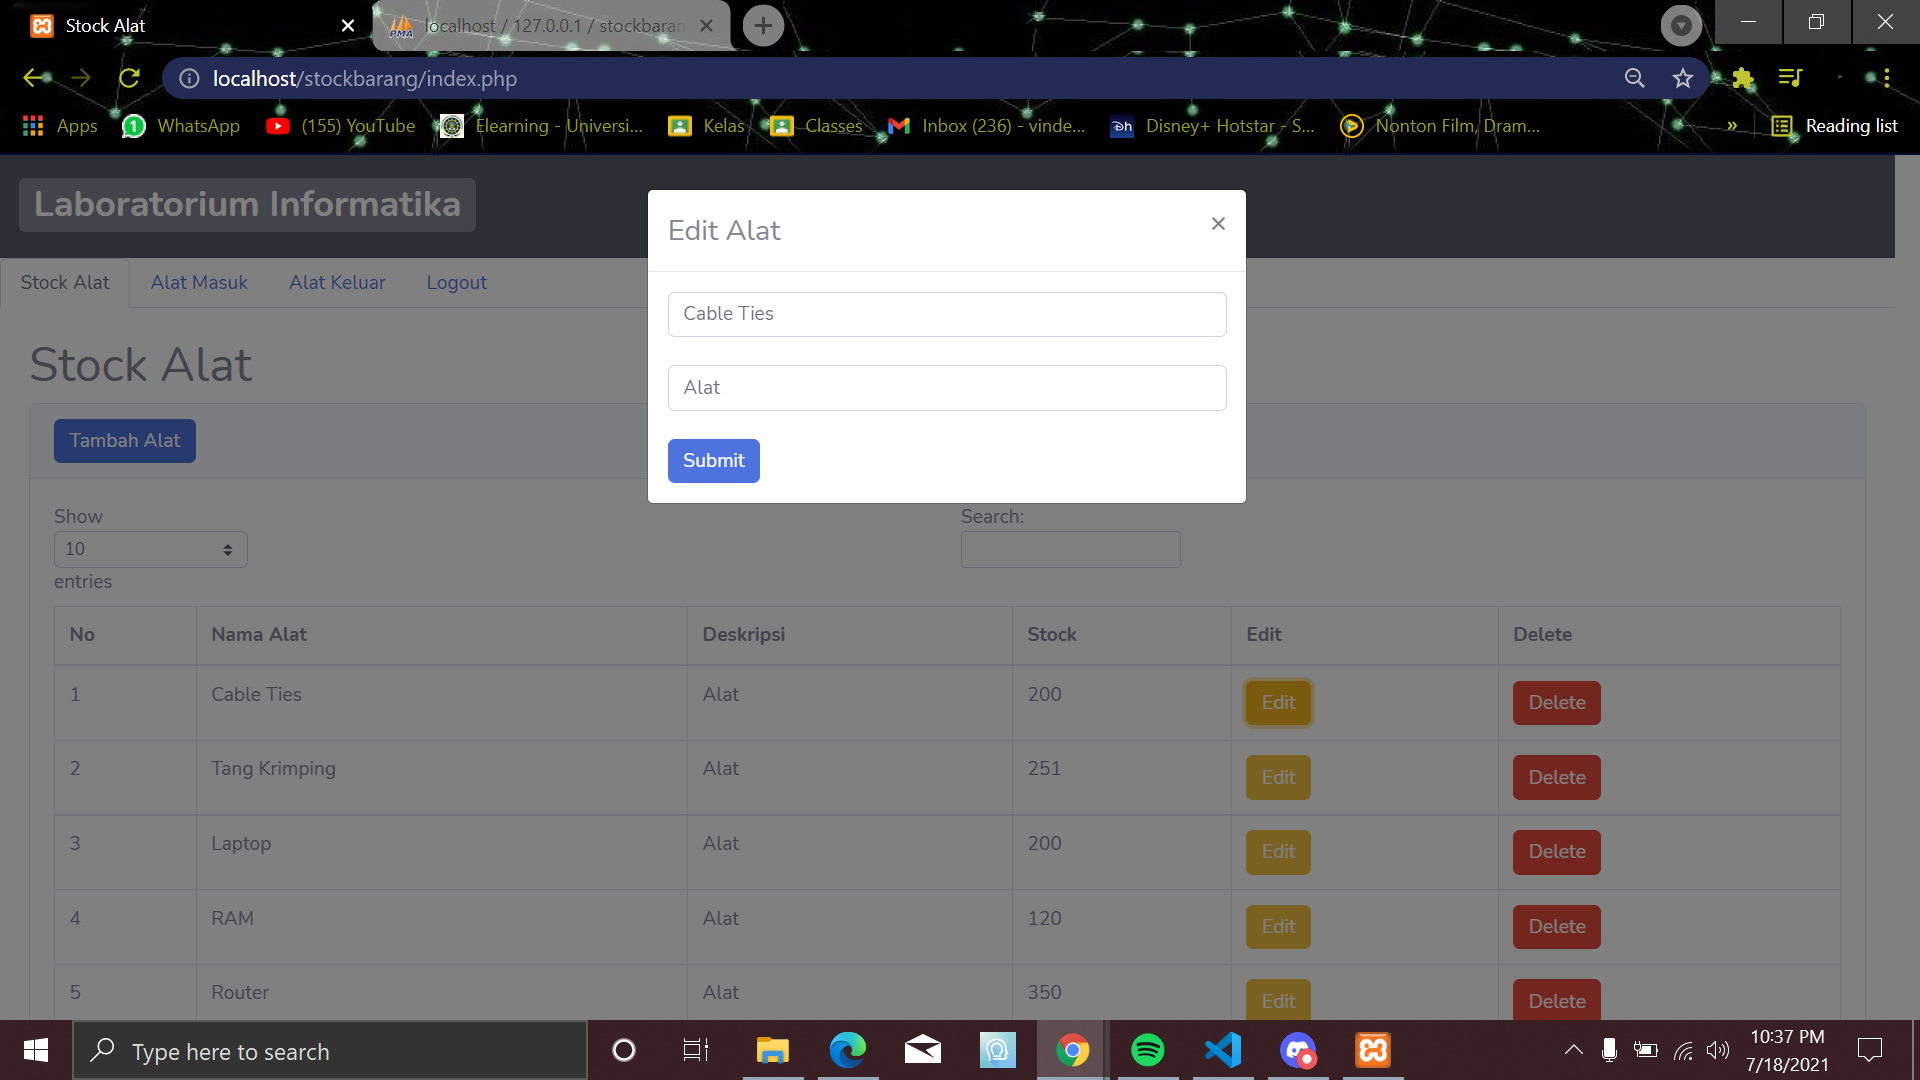 Stock Alat
localhost / 127.0.0.1 / stockbaran
localhost/stockbarang/index.php
Apps
WhatsApp
(155) YouTube
Elearning - Universi...
Kelas
Classes
Inbox (236) - vinde...
Disney+ Hotstar - S...
Nonton Film, Dram...
»
Reading list
Laboratorium Informatika
Edit Alat
×
Stock Alat
Alat Masuk
Alat Keluar
Logout
Cable Ties
Stock Alat
Alat
Tambah Alat
Submit
Show
10
entries
Search:
No Nama Alat Deskripsi Stock Edit Delete
1 Cable Ties Alat 200 Edit Delete
2 Tang Krimping Alat 251 Edit Delete
3 Laptop Alat 200 Edit Delete
4 RAM Alat 120 Edit Delete
5 Router Alat 350 Edit Delete
Type here to search
10:37 PM
7/18/2021